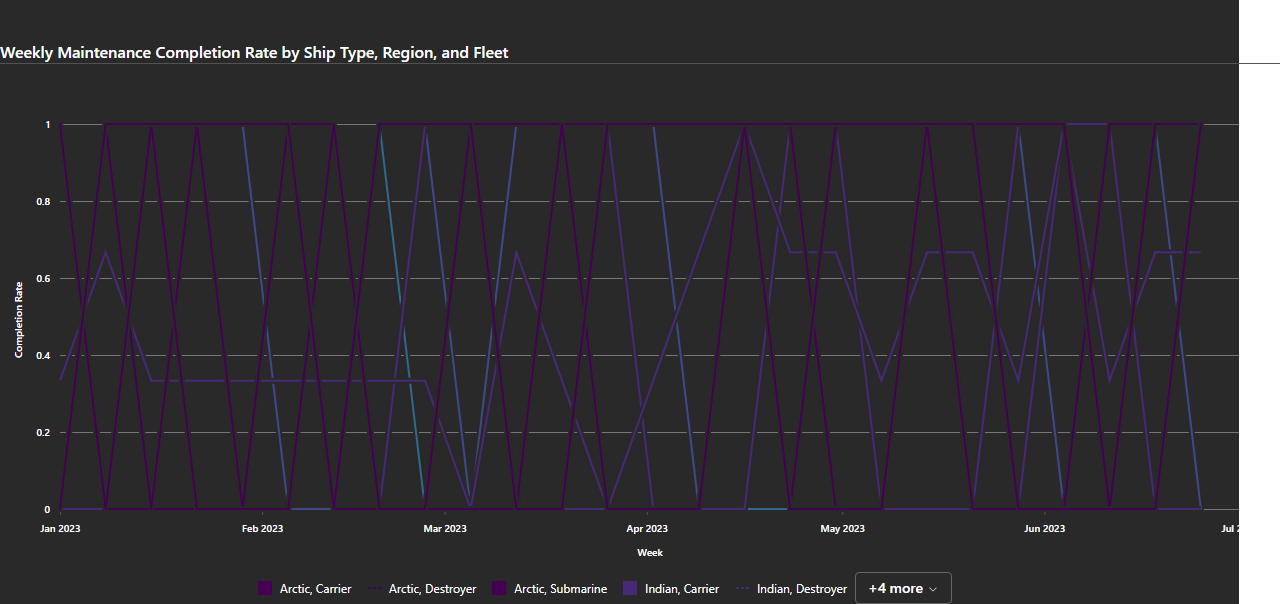 Weekly Maintenance Completion Rate by Ship Type, Region, and Fleet
1
0.8
0.6
0.4
0.2
0
Completion Rate
Jan 2023 Feb 2023 Mar 2023 Apr 2023 May 2023 Jun 2023 Jul 2
Week
Arctic, Carrier Arctic, Destroyer Arctic, Submarine Indian, Carrier Indian, Destroyer +4 more